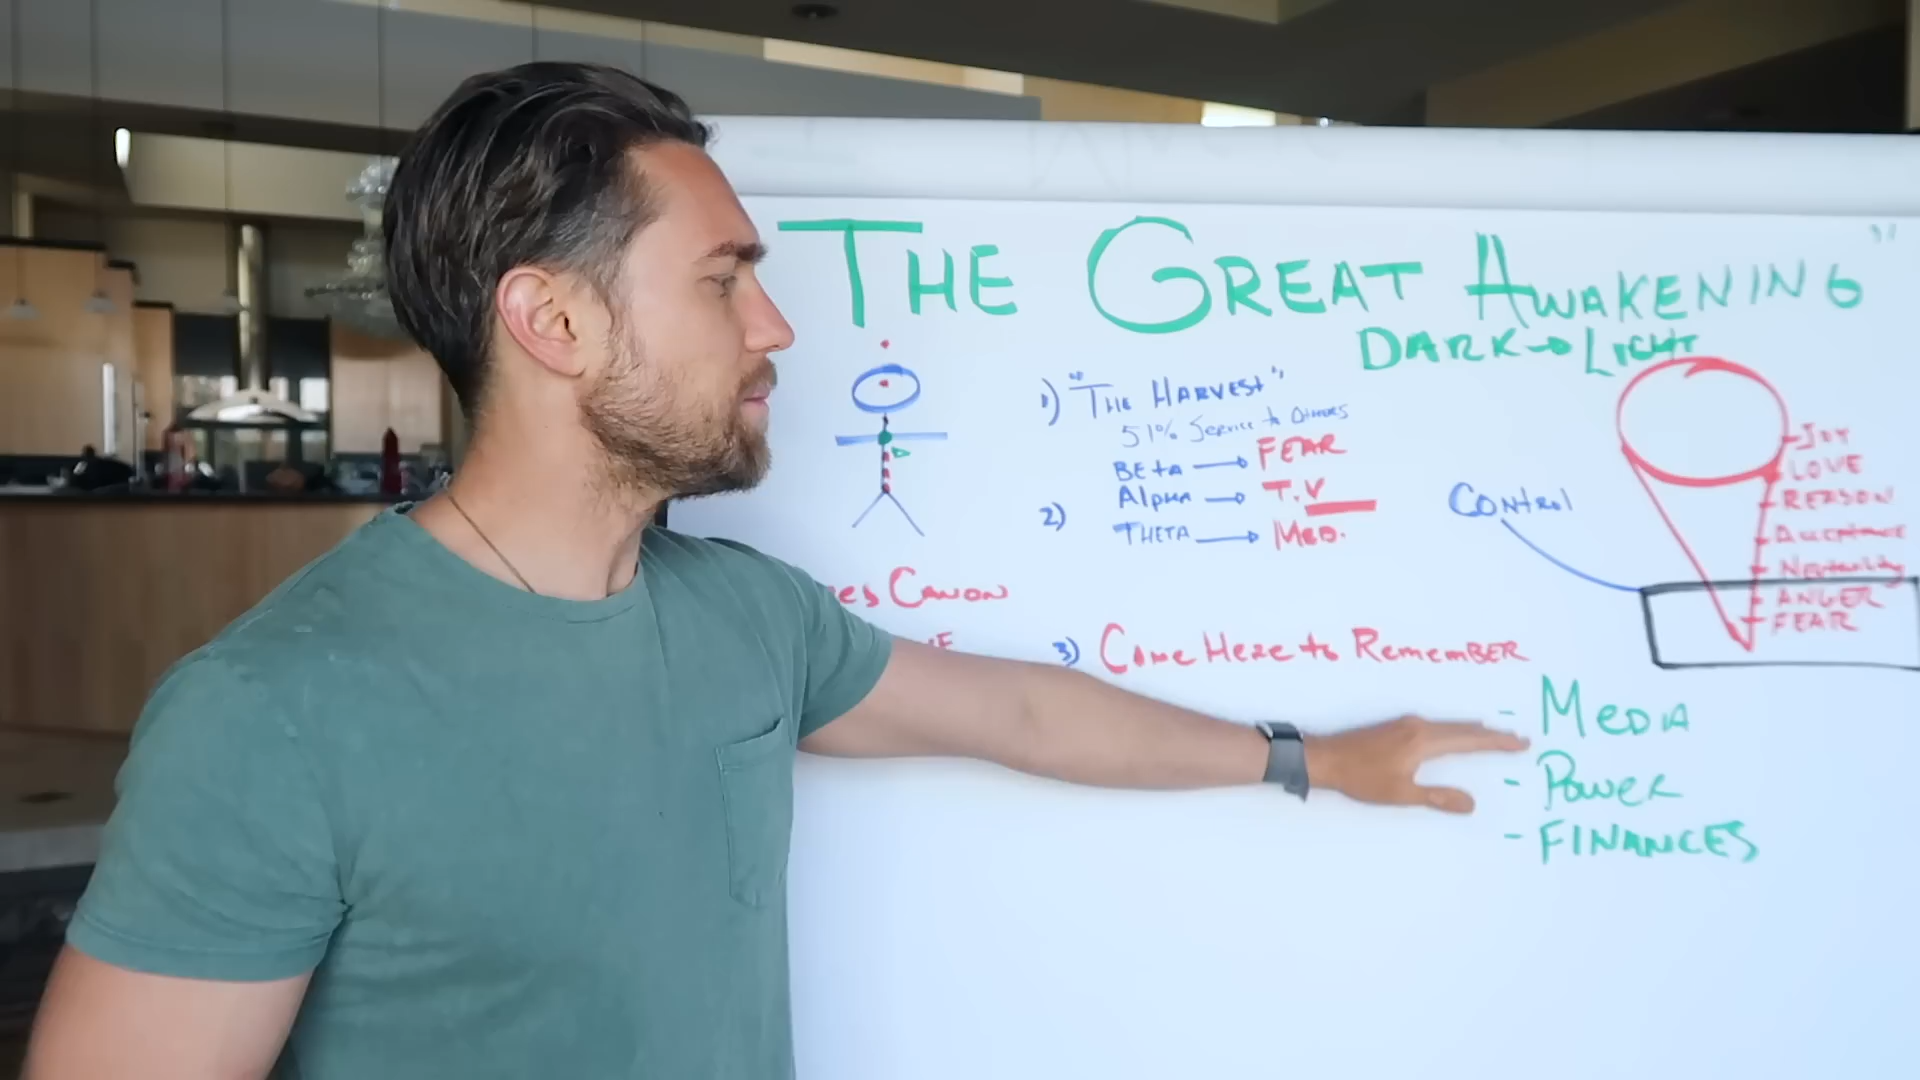 THE GREAT AWAKENING"
DARK → LIGHT
1) "THE HARVEST"
51% Service to Others
BEtA → FEAR
2)
AlpHA → T.V
THETA → MED.
es CANON
3) Come Here to RememBER
Control
JOY
LOVE
REASON
Acceptance
Neutrality
ANGER
FEAR
- MEDIA
- Power
- FINANCES